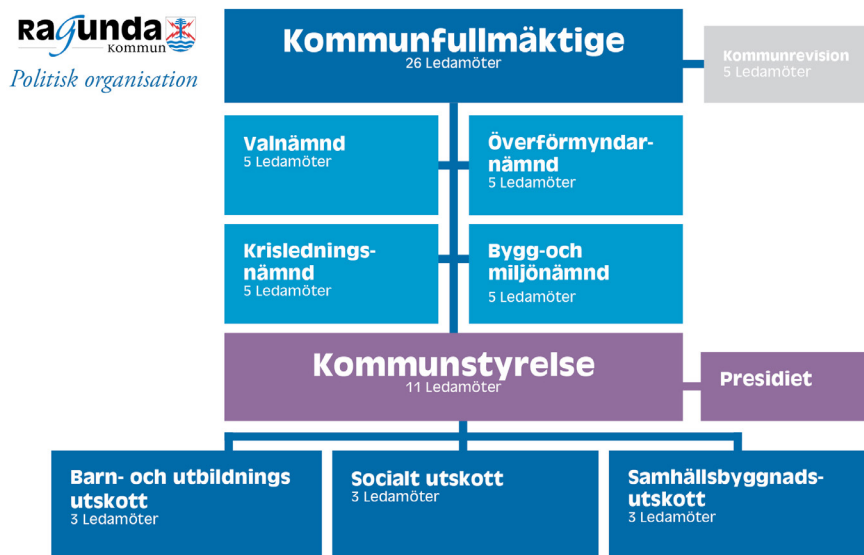 Ragunda
Kommun
Politisk organisation
Kommunfullmäktige
26 Ledamöter
Kommunrevision
5 Ledamöter
Valnämnd
5 Ledamöter
Överförmyndar-
nämnd
5 Ledamöter
Krislednings-
nämnd
5 Ledamöter
Bygg-och
miljönämnd
5 Ledamöter
Kommunstyrelse
11 Ledamöter
Presidiet
Barn- och utbildnings
utskott
3 Ledamöter
Socialt utskott
3 Ledamöter
Samhällsbyggnads-
utskott
3 Ledamöter